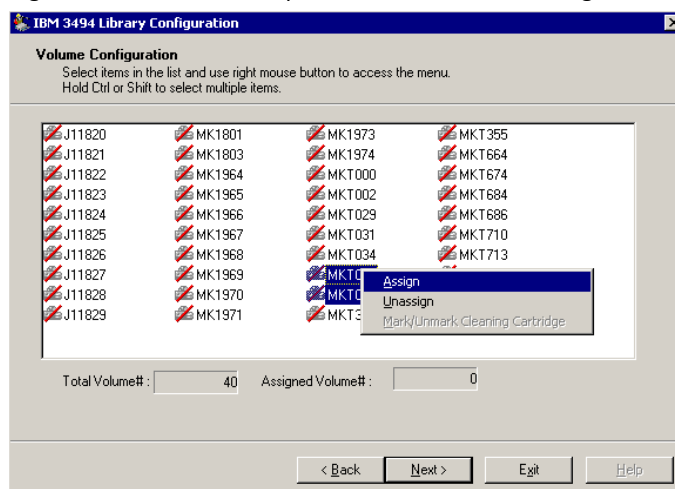 IBM 3494 Library Configuration
Volume Configuration
Select items in the list and use right mouse button to access the menu.
Hold Ctrl or Shift to select multiple items.
J11820 MK1801 MK1973 MKT355
J11821 MK1803 MK1974 MKT664
J11822 MK1964 MKT000 MKT674
J11823 MK1965 MKT002 MKT684
J11824 MK1966 MKT029 MKT686
J11825 MK1967 MKT031 MKT710
J11826 MK1968 MKT034 MKT713
J11827 MK1969
J11828 MK1970
J11829 MK1971
Assign
Unassign
Mark/Unmark Cleaning Cartridge
Total Volume# : 40 Assigned Volume# : 0
< Back Next > Exit Help